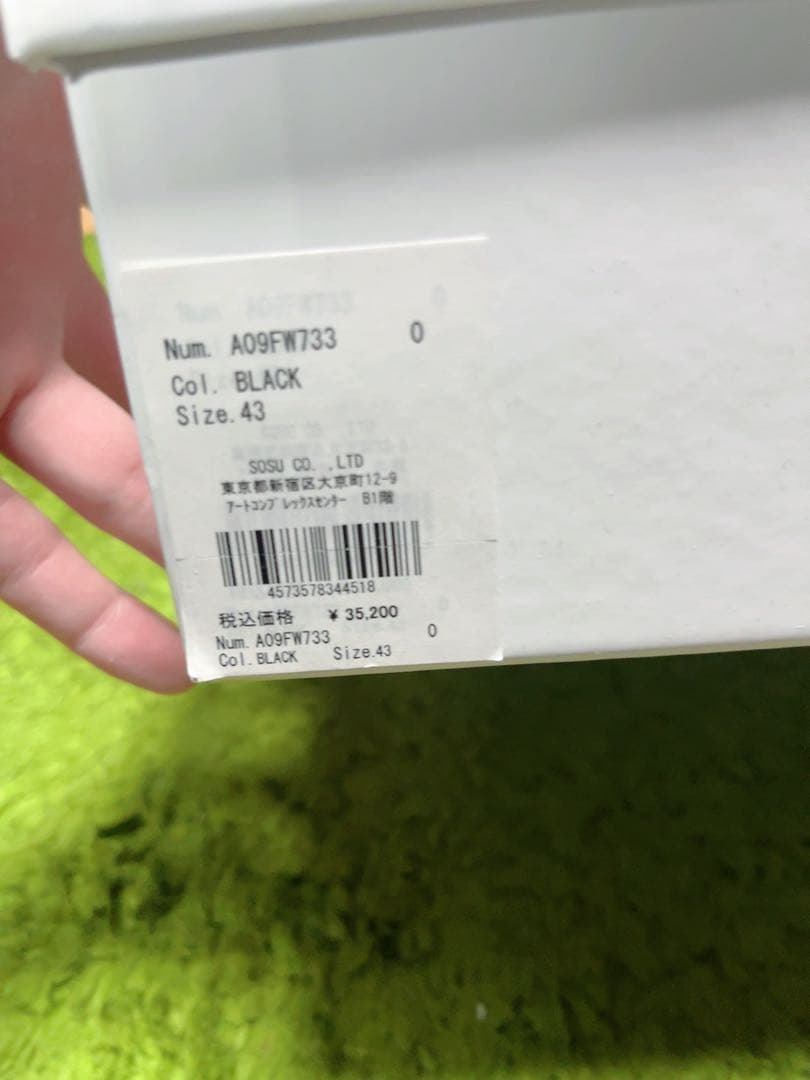 Num. A09FW733 0
Col. BLACK
Size.43
SOSU CO. ,LTD
東京都新宿区大京町12-9
アートコンプレックスセンター B1階
4573578344518
税込価格 ¥ 35,200
Num. A09FW733 0
Col. BLACK Size.43